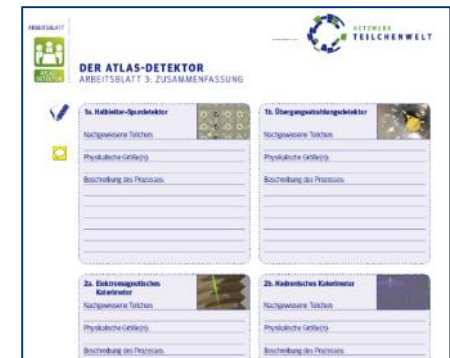 ARBEITSBLATT
NETZWERK
TEILCHENWELT
ATLAS-
DETEKTOR
DER ATLAS-DETEKTOR
ARBEITSBLATT 3: ZUSAMMENFASSUNG
1a. Halbleiter-Spurdetektor
Nachgewiesene Teilchen:
Physikalische Größe(n):
Beschreibung des Prozesses:
1b. Übergangsstrahlungsdetektor
Nachgewiesene Teilchen:
Physikalische Größe(n):
Beschreibung des Prozesses:
2a. Elektromagnetisches
Kalorimeter
Nachgewiesene Teilchen:
Physikalische Größe(n):
Beschreibung des Prozesses:
2b. Hadronisches Kalorimeter
Nachgewiesene Teilchen:
Physikalische Größe(n):
Beschreibung des Prozesses: